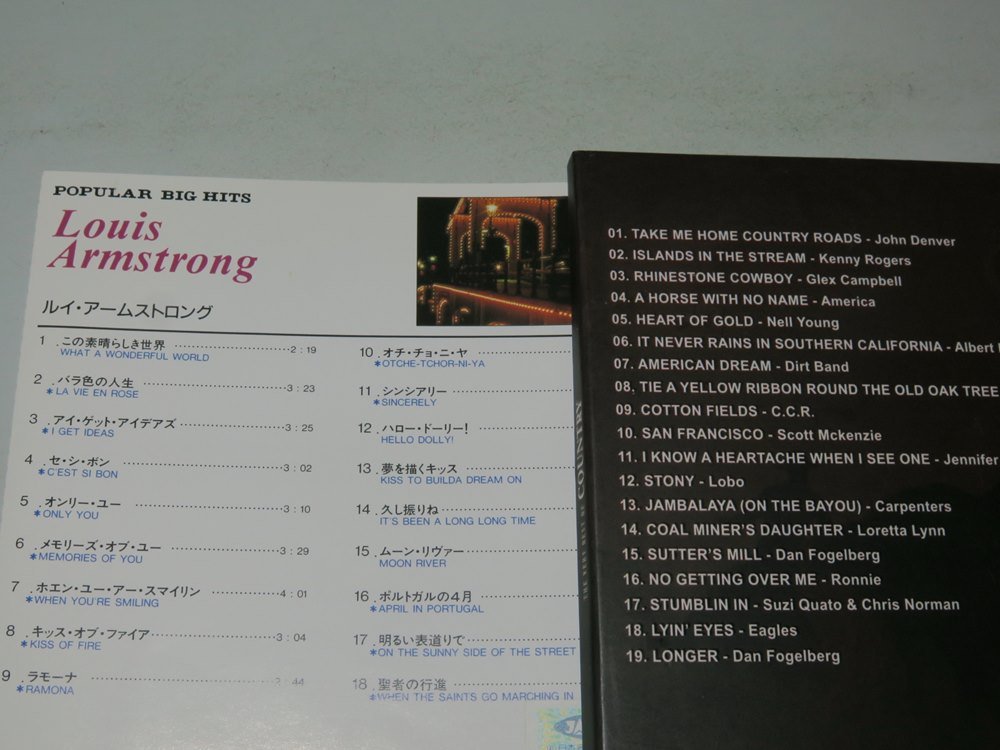 POPULAR BIG HITS
Louis
Armstrong
ルイ・アームストロング
1 .この素晴らしき世界 2:19
WHAT A WONDERFUL WORLD
2 .バラ色の人生 3:23
*LA VIE EN ROSE
3 .アイ・ゲット・アイデアズ 3:25
*I GET IDEAS
4 .セ・シ・ボン 3:02
*C'EST SI BON
5 .オンリー・ユー 3:10
*ONLY YOU
6 .メモリーズ・オブ・ユー 3:29
*MEMORIES OF YOU
7 .ホエン・ユー・アー・スマイリン 4:01
*WHEN YOU'RE SMILING
8 .キッス・オブ・ファイア 3:04
*KISS OF FIRE
9 .ラモーナ 2:44
*RAMONA
10 .オチ・チョ・ニ・ヤ
*OTCHE-TCHOR-NI-YA
11 .シンシアリー
*SINCERELY
12 .ハロー・ドーリー!
HELLO DOLLY!
13 .夢を描くキッス
KISS TO BUILDA DREAM ON
14 .久し振りね
IT'S BEEN A LONG LONG TIME
15 .ムーン・リヴァー
MOON RIVER
16 .ポルトガルの4月
*APRIL IN PORTUGAL
17 .明るい表道りで
*ON THE SUNNY SIDE OF THE STREET
18 .聖者の行進
*WHEN THE SAINTS GO MARCHING IN
THE VERY BEST OF COUNTRY
01. TAKE ME HOME COUNTRY ROADS - John Denver
02. ISLANDS IN THE STREAM - Kenny Rogers
03. RHINESTONE COWBOY - Glex Campbell
04. A HORSE WITH NO NAME - America
05. HEART OF GOLD - Nell Young
06. IT NEVER RAINS IN SOUTHERN CALIFORNIA - Albert
07. AMERICAN DREAM - Dirt Band
08. TIE A YELLOW RIBBON ROUND THE OLD OAK TREE
09. COTTON FIELDS - C.C.R.
10. SAN FRANCISCO - Scott Mckenzie
11. I KNOW A HEARTACHE WHEN I SEE ONE - Jennifer
12. STONY - Lobo
13. JAMBALAYA (ON THE BAYOU) - Carpenters
14. COAL MINER'S DAUGHTER - Loretta Lynn
15. SUTTER'S MILL - Dan Fogelberg
16. NO GETTING OVER ME - Ronnie
17. STUMBLIN IN - Suzi Quato & Chris Norman
18. LYIN' EYES - Eagles
19. LONGER - Dan Fogelberg